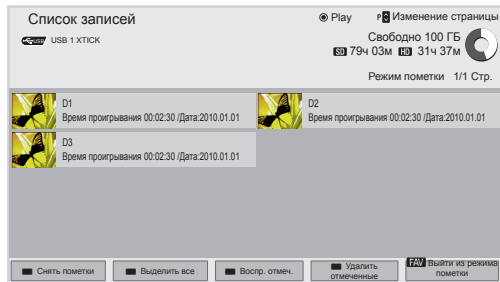 Список записей
Play
P Изменение страницы
USB
USB 1 XTICK
Свободно 100 ГБ
SD 79ч 03м HD 31ч 37м
Режим пометки 1/1 Стр.
D1
Время проигрывания 00:02:30 /Дата:2010.01.01
D2
Время проигрывания 00:02:30 /Дата:2010.01.01
D3
Время проигрывания 00:02:30 /Дата:2010.01.01
Снять пометки
Выделить все
Воспр. отмеч.
Удалить
отмеченные
FAV Выйти из режима
пометки